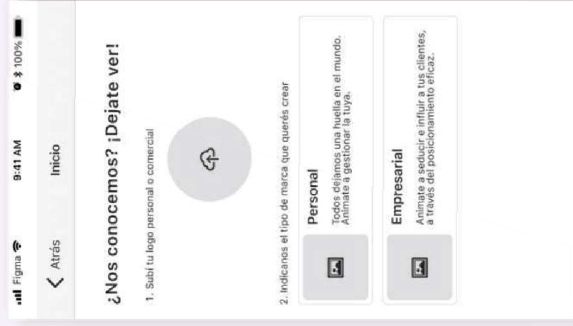 Figma 9:41 AM 100%
Atrás Inicio
¿Nos conocemos? ¡Dejate ver!
1. Subí tu logo personal o comercial
2. Indicanos el tipo de marca que querés crear
Personal
Todos dejamos una huella en el mundo.
Animate a gestionar la tuya.
Empresarial
Animate a seducir e influir a tus clientes,
a través del posicionamiento eficaz.